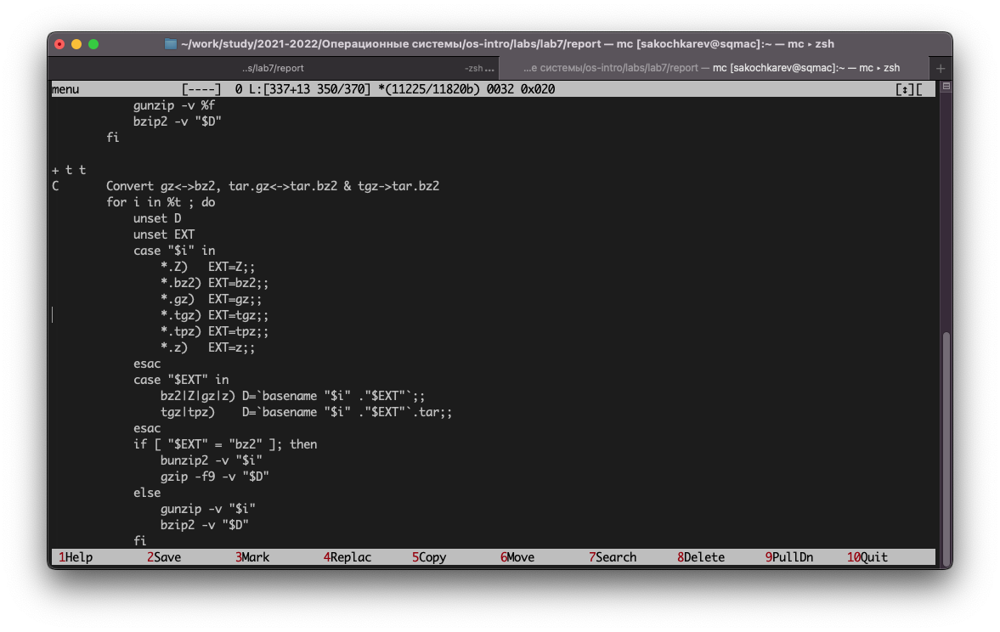 ~/work/study/2021-2022/Операционные системы/os-intro/labs/lab7/report — mc [sakochkarev@sqmac]:~ — mc ▸ zsh
..s/lab7/report -zsh ... ...е системы/os-intro/labs/lab7/report — mc [sakochkarev@sqmac]:~ — mc ▸ zsh +
menu [----] 0 L:[337+13 350/370] *(11225/11820b) 0032 0x020 [↕][
            gunzip -v %f
            bzip2 -v "$D"
        fi
+ t t
C       Convert gz<->bz2, tar.gz<->tar.bz2 & tgz->tar.bz2
        for i in %t ; do
            unset D
            unset EXT
            case "$i" in
                *.Z)   EXT=Z;;
                *.bz2) EXT=bz2;;
                *.gz)  EXT=gz;;
                *.tgz) EXT=tgz;;
                *.tpz) EXT=tpz;;
                *.z)   EXT=z;;
            esac
            case "$EXT" in
                bz2|Z|gz|z) D=`basename "$i" ."$EXT"`;;
                tgz|tpz)    D=`basename "$i" ."$EXT"`.tar;;
            esac
            if [ "$EXT" = "bz2" ]; then
                bunzip2 -v "$i"
                gzip -f9 -v "$D"
            else
                gunzip -v "$i"
                bzip2 -v "$D"
            fi
1Help 2Save 3Mark 4Replac 5Copy 6Move 7Search 8Delete 9PullDn 10Quit